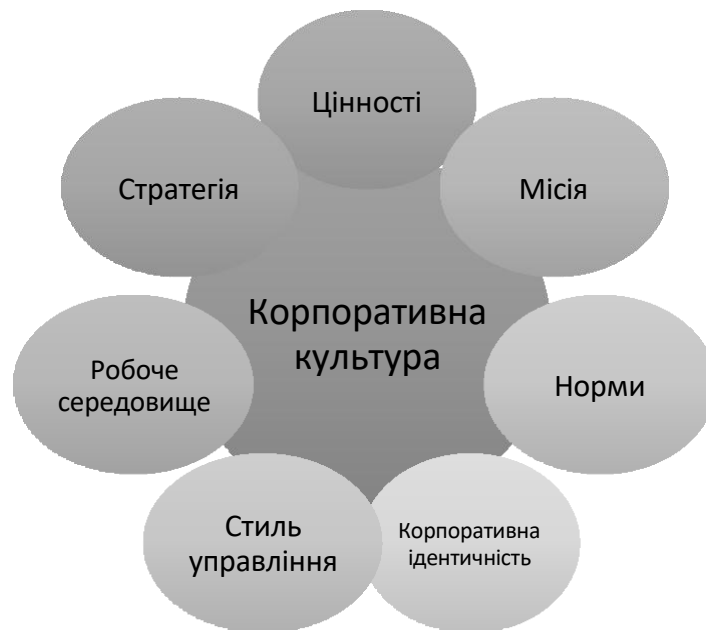 Цінності
Стратегія
Місія
Корпоративна
культура
Робоче
середовище
Норми
Стиль
управління
Корпоративна
ідентичність